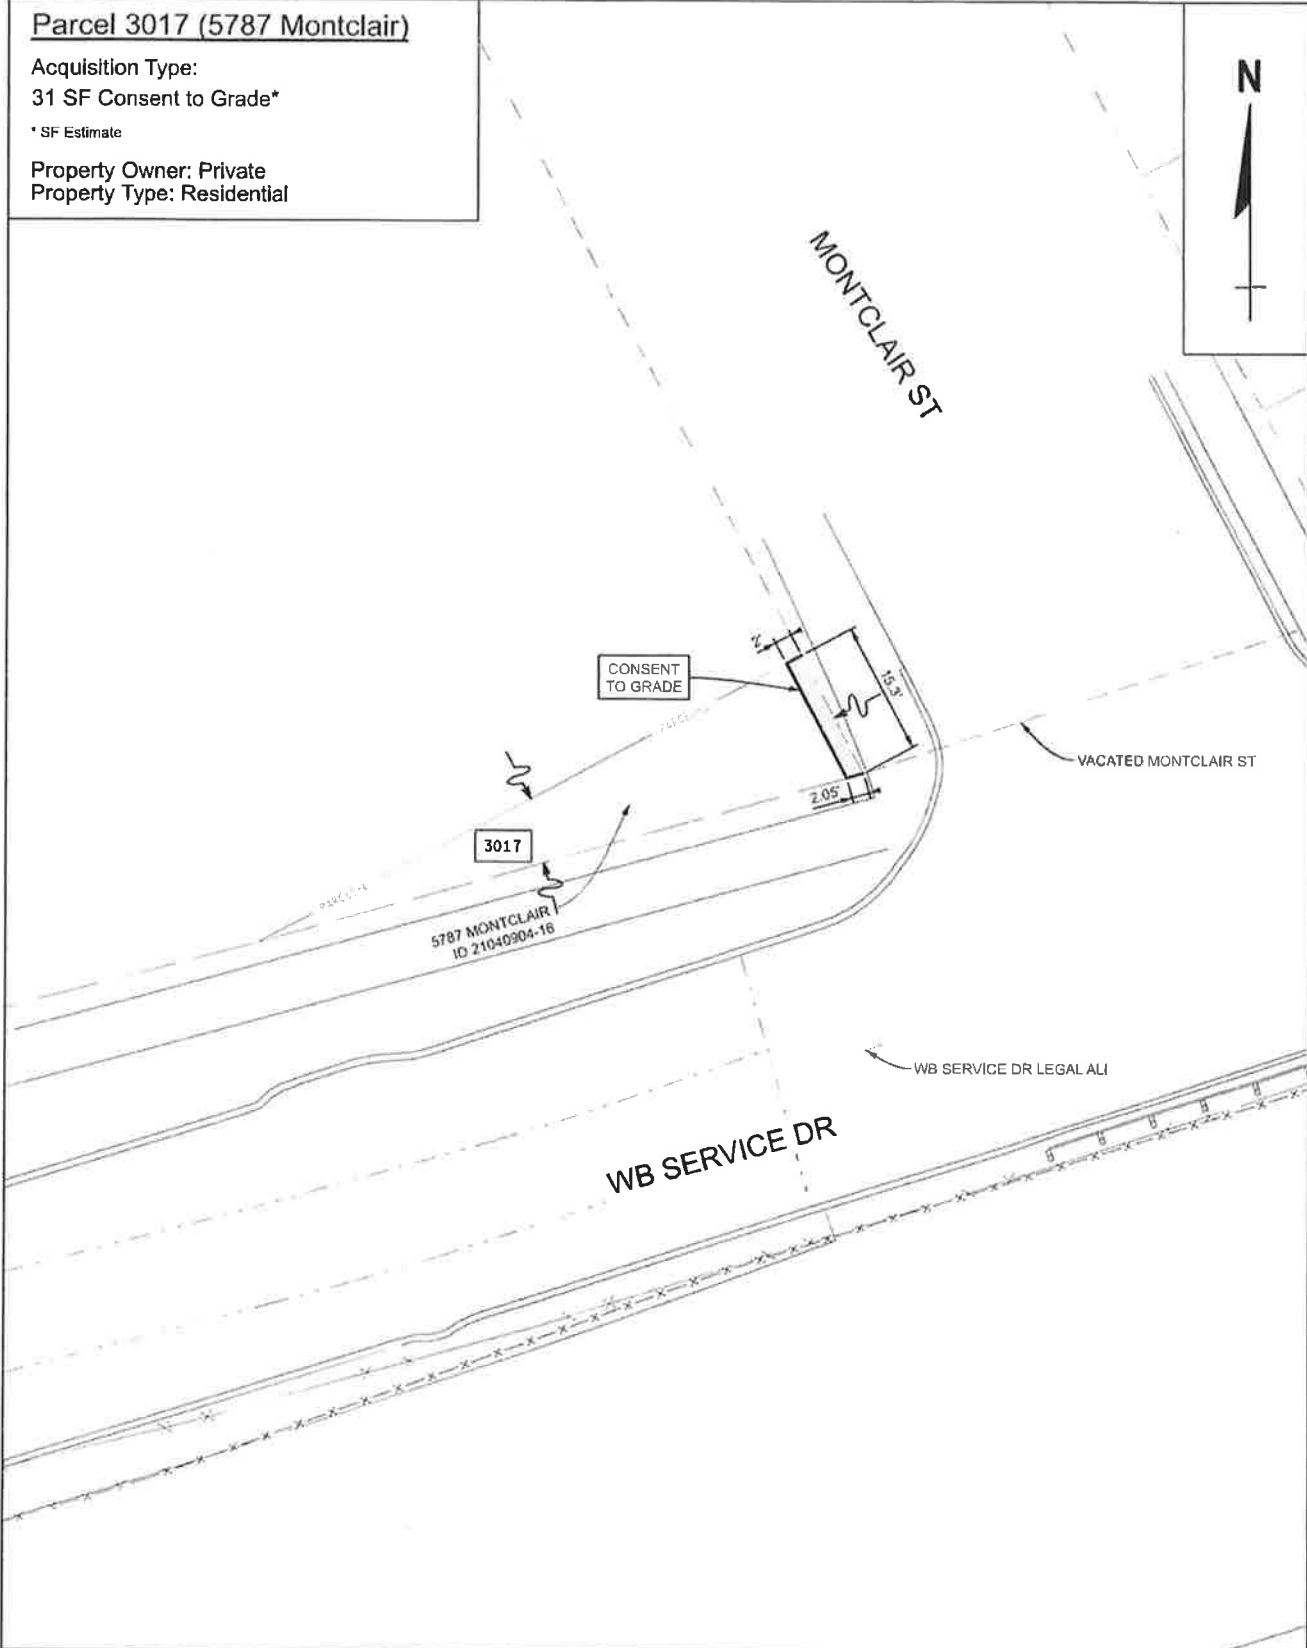 Parcel 3017 (5787 Montclair)
Acquisition Type:
31 SF Consent to Grade*
* SF Estimate
Property Owner: Private
Property Type: Residential
N
MONTCLAIR ST
2'
CONSENT
TO GRADE
15.3'
VACATED MONTCLAIR ST
2.05'
3017
5787 MONTCLAIR
ID 21040904-16
WB SERVICE DR LEGAL ALI
WB SERVICE DR